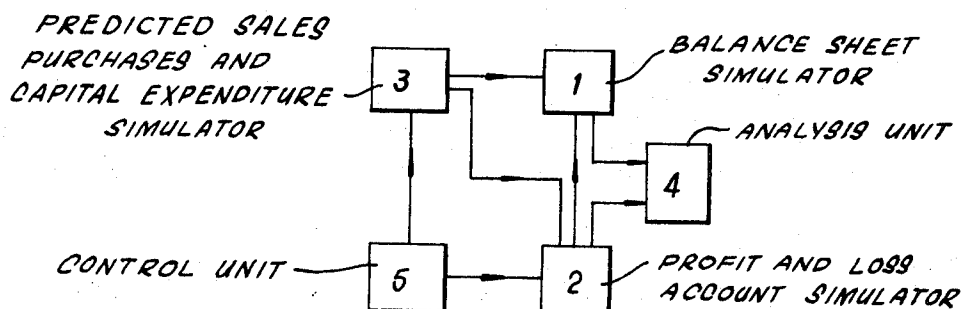 PREDICTED SALES
PURCHASES AND
CAPITAL EXPENDITURE
SIMULATOR
3
1
BALANCE SHEET
SIMULATOR
ANALYSIS UNIT
4
CONTROL UNIT
5
2
PROFIT AND LOSS
ACCOUNT SIMULATOR